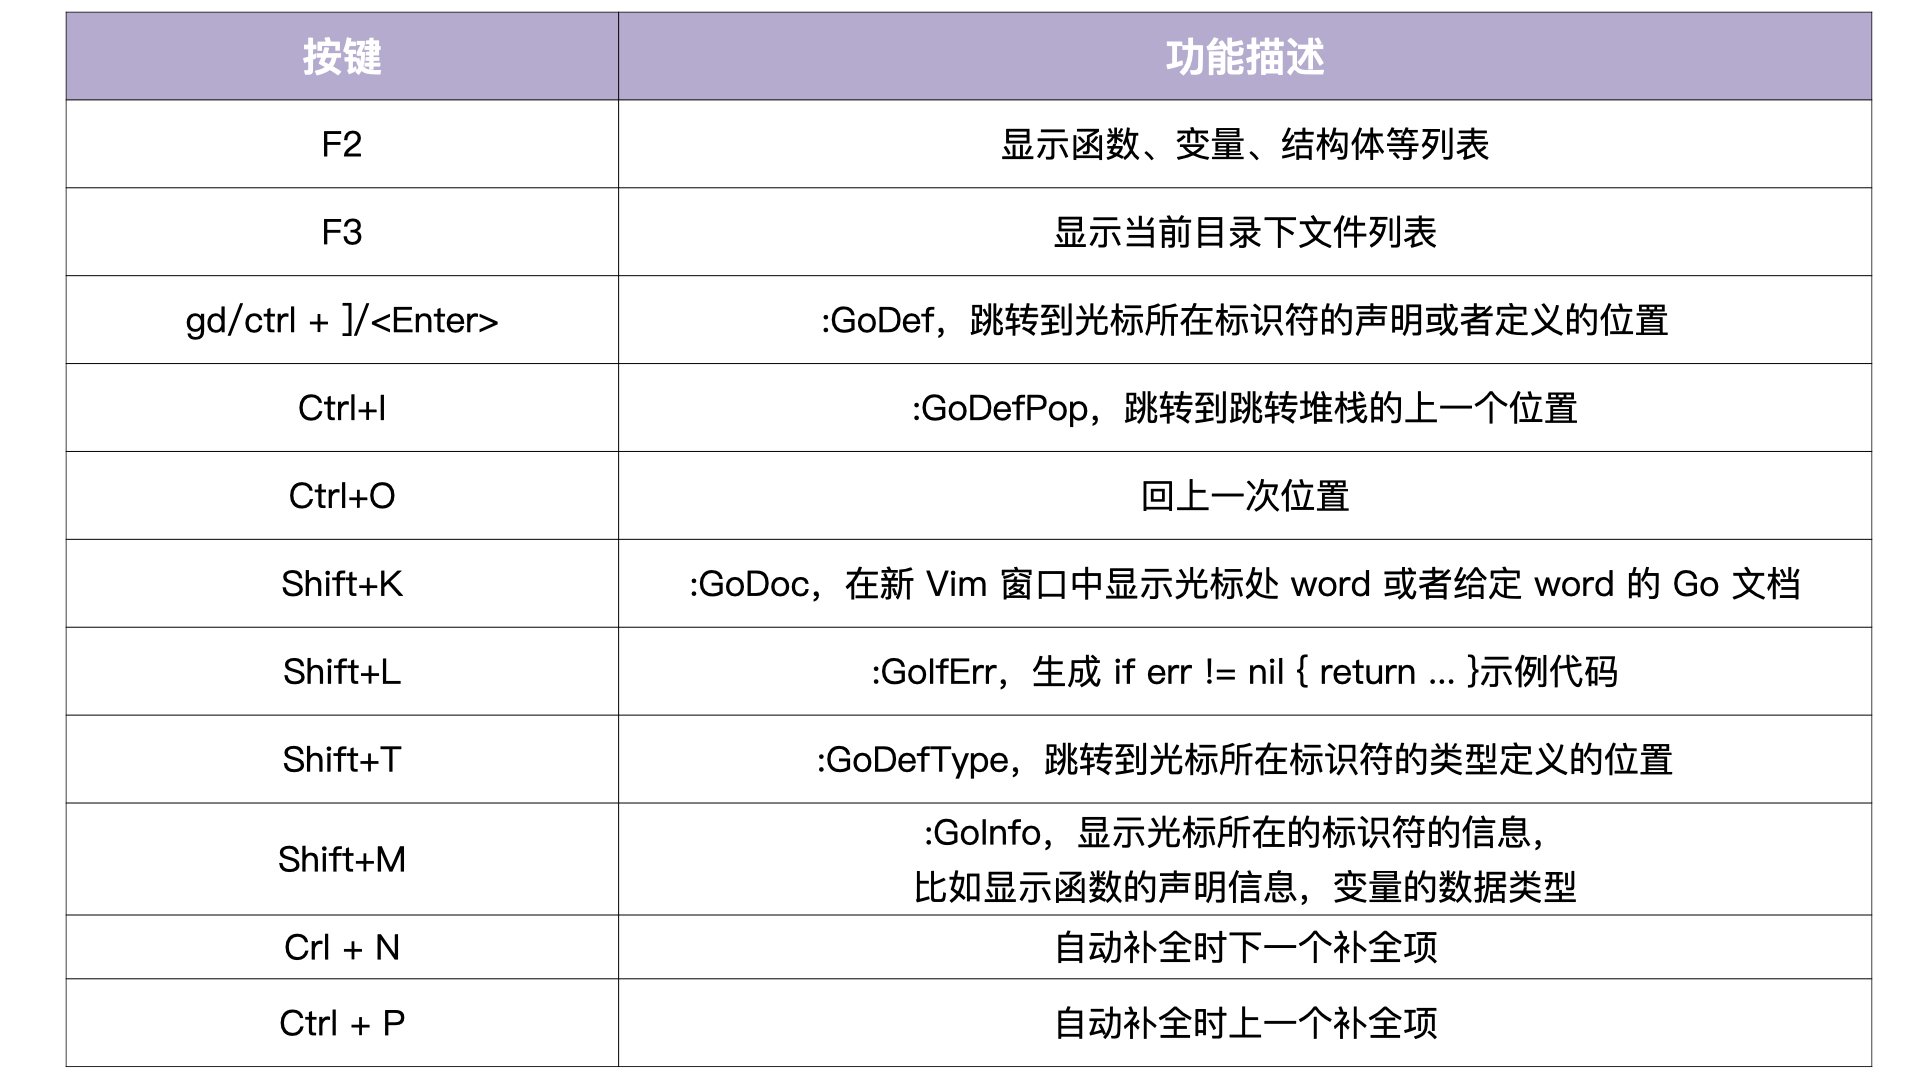 按键 功能描述
F2 显示函数、变量、结构体等列表
F3 显示当前目录下文件列表
gd/ctrl + ]/<Enter> :GoDef，跳转到光标所在标识符的声明或者定义的位置
Ctrl+I :GoDefPop，跳转到跳转堆栈的上一个位置
Ctrl+O 回上一次位置
Shift+K :GoDoc，在新 Vim 窗口中显示光标处 word 或者给定 word 的 Go 文档
Shift+L :GoIfErr，生成 if err != nil { return ... }示例代码
Shift+T :GoDefType，跳转到光标所在标识符的类型定义的位置
Shift+M :GoInfo，显示光标所在的标识符的信息，
比如显示函数的声明信息，变量的数据类型
Crl + N 自动补全时下一个补全项
Ctrl + P 自动补全时上一个补全项